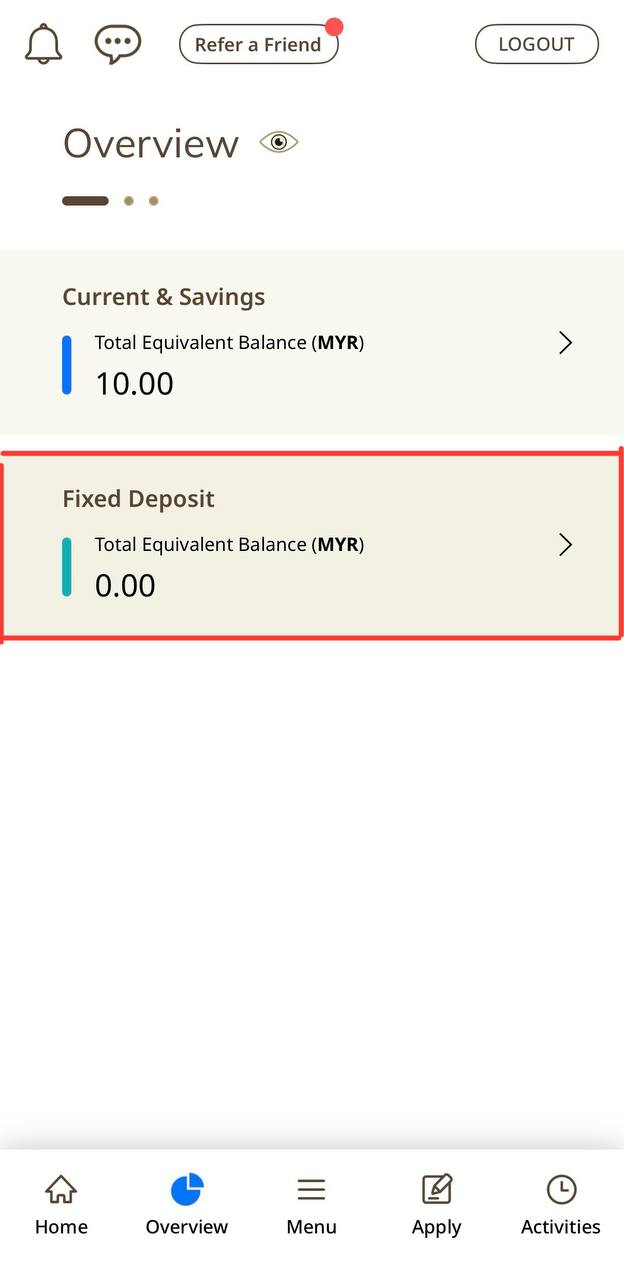 Refer a Friend
LOGOUT
Overview
Current & Savings
Total Equivalent Balance (MYR)
10.00
Fixed Deposit
Total Equivalent Balance (MYR)
0.00
Home
Overview
Menu
Apply
Activities